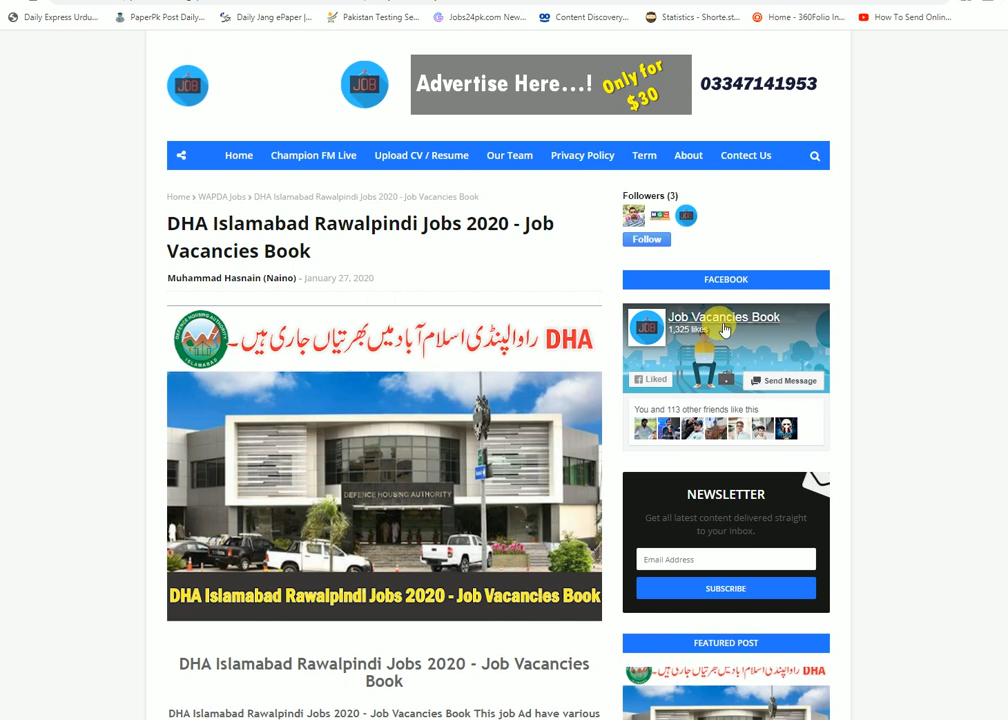 Daily Express Urdu...
PaperPk Post Daily...
Daily Jang ePaper |...
Pakistan Testing Se...
Jobs24pk.com New...
Content Discovery...
Statistics - Shorte.st...
Home - 360Folio In...
How To Send Onlin...
JOB
JOB
Advertise Here...!
Only for
$30
03347141953
Home
Champion FM Live
Upload CV / Resume
Our Team
Privacy Policy
Term
About
Contact Us
Home > WAPDA Jobs > DHA Islamabad Rawalpindi Jobs 2020 - Job Vacancies Book
DHA Islamabad Rawalpindi Jobs 2020 - Job
Vacancies Book
Muhammad Hasnain (Naino) - January 27, 2020
DEFENCE HOUSING AUTHORITY
ISLAMABAD
DHA راولپنڈی اسلام آباد میں بھرتیاں جاری ہیں۔
DEFENCE HOUSING AUTHORITY
DHA Islamabad Rawalpindi Jobs 2020 - Job Vacancies Book
DHA Islamabad Rawalpindi Jobs 2020 - Job Vacancies
Book
DHA Islamabad Rawalpindi Jobs 2020 - Job Vacancies Book This job Ad have various
Followers (3)
Follow
FACEBOOK
JOB
Job Vacancies Book
1,325 likes
Liked
Send Message
You and 113 other friends like this
NEWSLETTER
Get all latest content delivered straight
to your inbox.
Email Address
SUBSCRIBE
FEATURED POST
DHA راولپنڈی اسلام آباد میں بھرتیاں جاری ہیں۔